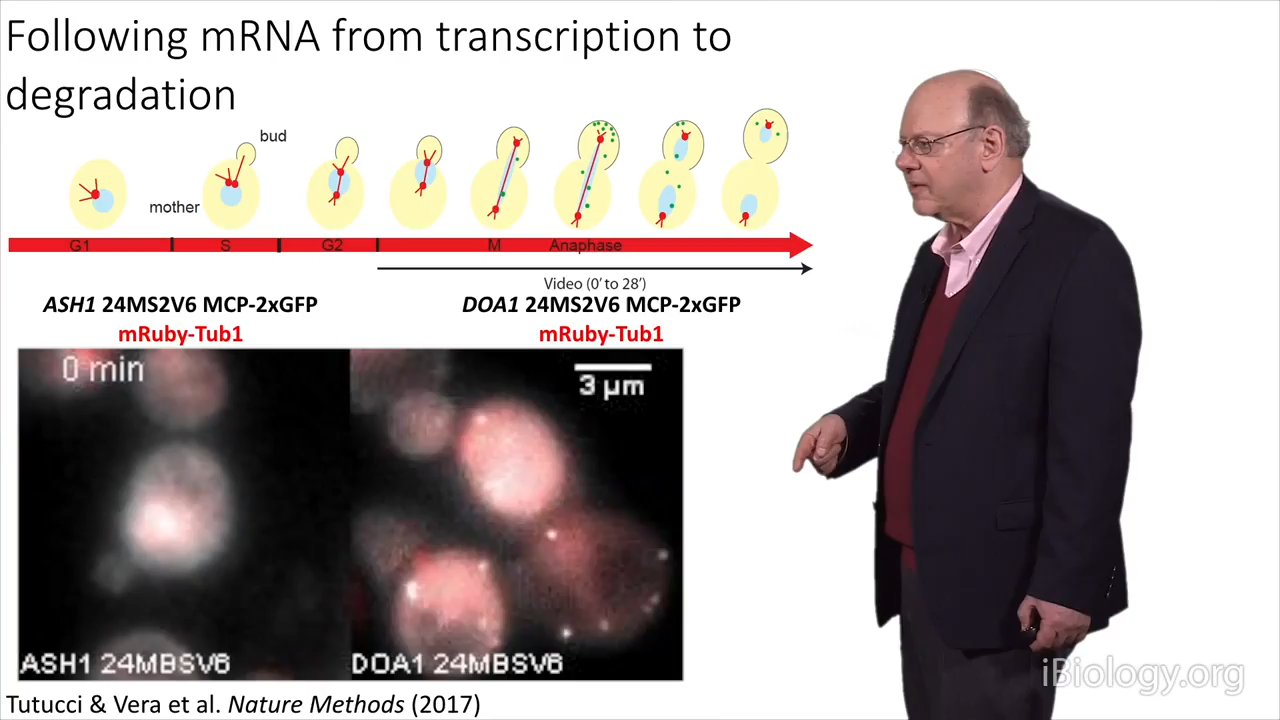 Following mRNA from transcription to
degradation
bud
mother
G1 S G2 M Anaphase
Video (0’ to 28’)
ASH1 24MS2V6 MCP-2xGFP
mRuby-Tub1
DOA1 24MS2V6 MCP-2xGFP
mRuby-Tub1
0 min
3 µm
ASH1 24MBSV6
DOA1 24MBSV6
Tutucci & Vera et al. Nature Methods (2017)
iBiology.org